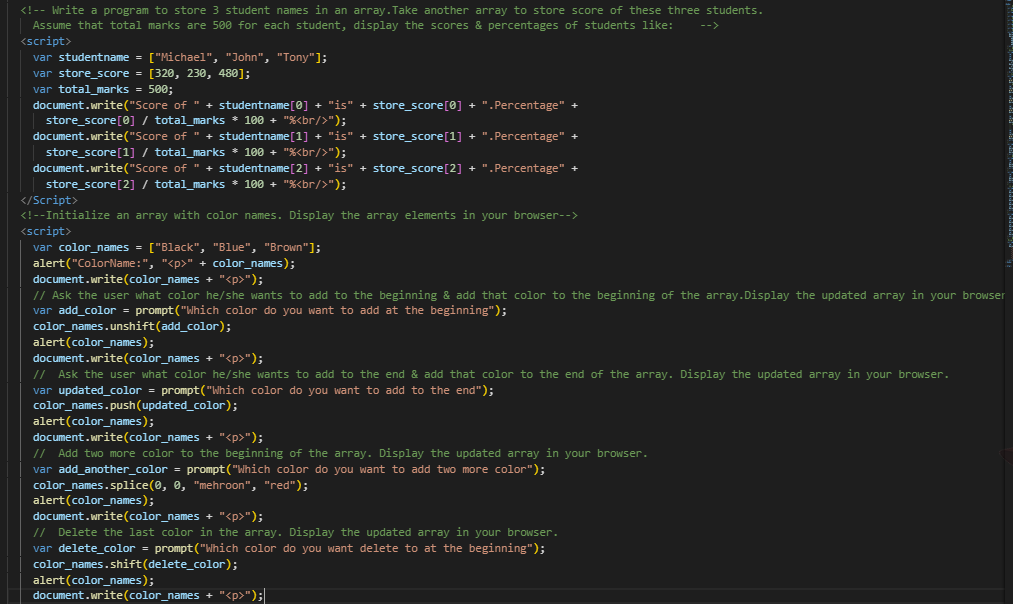 <!-- Write a program to store 3 student names in an array.Take another array to store score of these three students.
Assume that total marks are 500 for each student, display the scores & percentages of students like:    -->
<script>
var studentname = ["Michael", "John", "Tony"];
var store_score = [320, 230, 480];
var total_marks = 500;
document.write("Score of " + studentname[0] + "is" + store_score[0] + ".Percentage" +
store_score[0] / total_marks * 100 + "%<br/>");
document.write("Score of " + studentname[1] + "is" + store_score[1] + ".Percentage" +
store_score[1] / total_marks * 100 + "%<br/>");
document.write("Score of " + studentname[2] + "is" + store_score[2] + ".Percentage" +
store_score[2] / total_marks * 100 + "%<br/>");
</Script>
<!--Initialize an array with color names. Display the array elements in your browser-->
<script>
var color_names = ["Black", "Blue", "Brown"];
alert("ColorName:", "<p>" + color_names);
document.write(color_names + "<p>");
// Ask the user what color he/she wants to add to the beginning & add that color to the beginning of the array.Display the updated array in your browser
var add_color = prompt("Which color do you want to add at the beginning");
color_names.unshift(add_color);
alert(color_names);
document.write(color_names + "<p>");
//  Ask the user what color he/she wants to add to the end & add that color to the end of the array. Display the updated array in your browser.
var updated_color = prompt("Which color do you want to add to the end");
color_names.push(updated_color);
alert(color_names);
document.write(color_names + "<p>");
//  Add two more color to the beginning of the array. Display the updated array in your browser.
var add_another_color = prompt("Which color do you want to add two more color");
color_names.splice(0, 0, "mehroon", "red");
alert(color_names);
document.write(color_names + "<p>");
//  Delete the last color in the array. Display the updated array in your browser.
var delete_color = prompt("Which color do you want delete to at the beginning");
color_names.shift(delete_color);
alert(color_names);
document.write(color_names + "<p>");